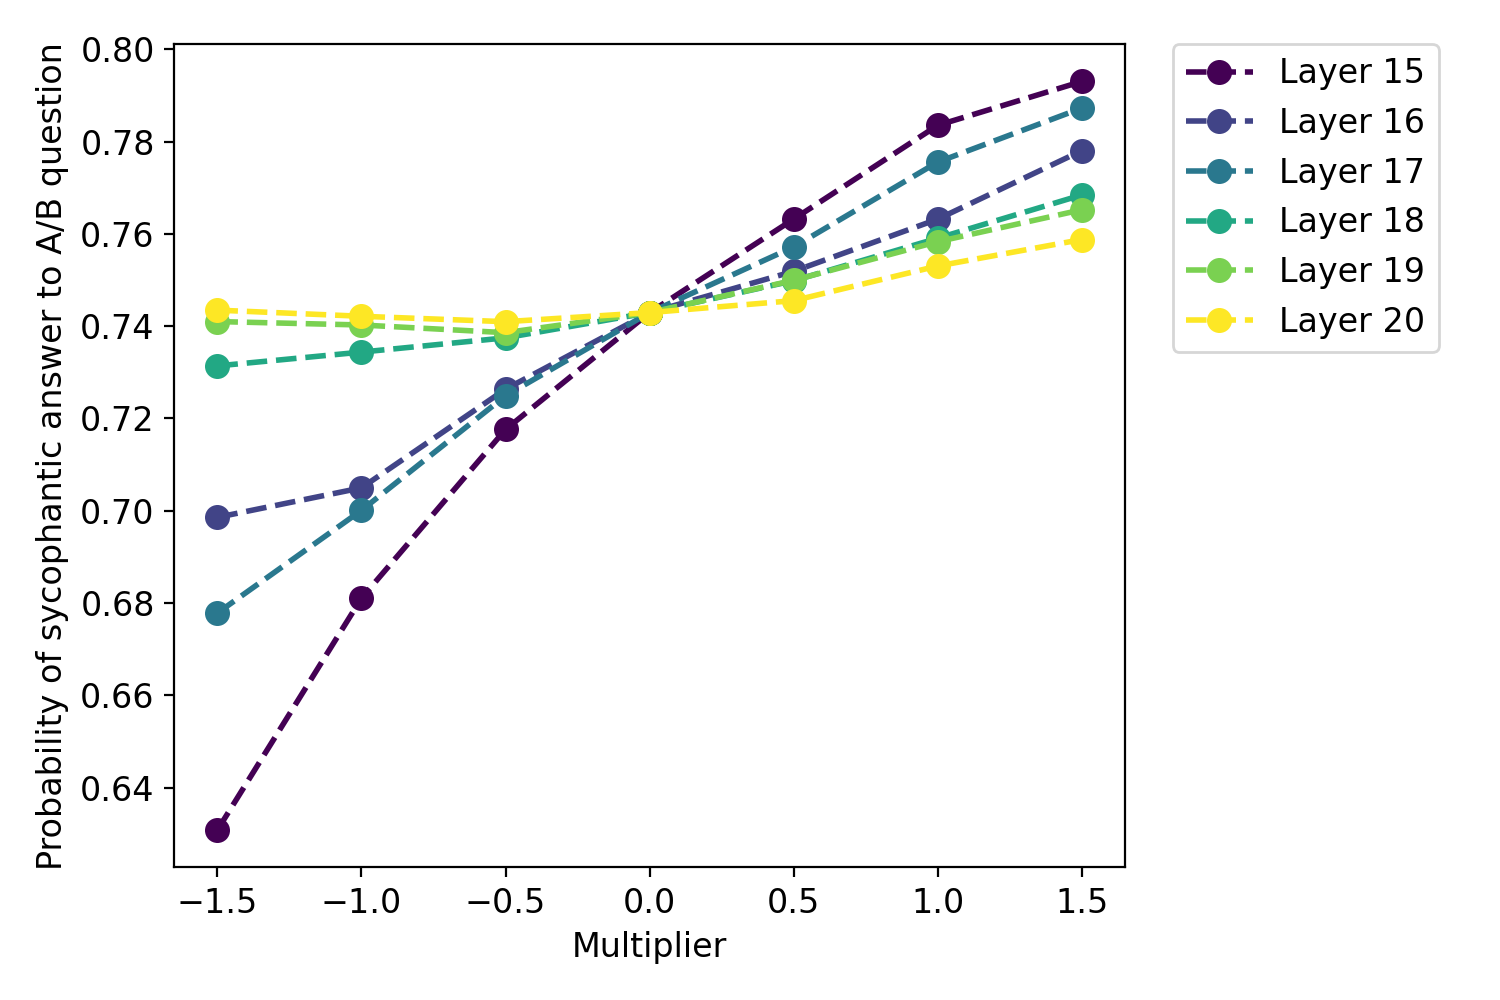 Probability of sycophantic answer to A/B question
0.80
0.78
0.76
0.74
0.72
0.70
0.68
0.66
0.64
−1.5 −1.0 −0.5 0.0 0.5 1.0 1.5
Multiplier
Layer 15
Layer 16
Layer 17
Layer 18
Layer 19
Layer 20